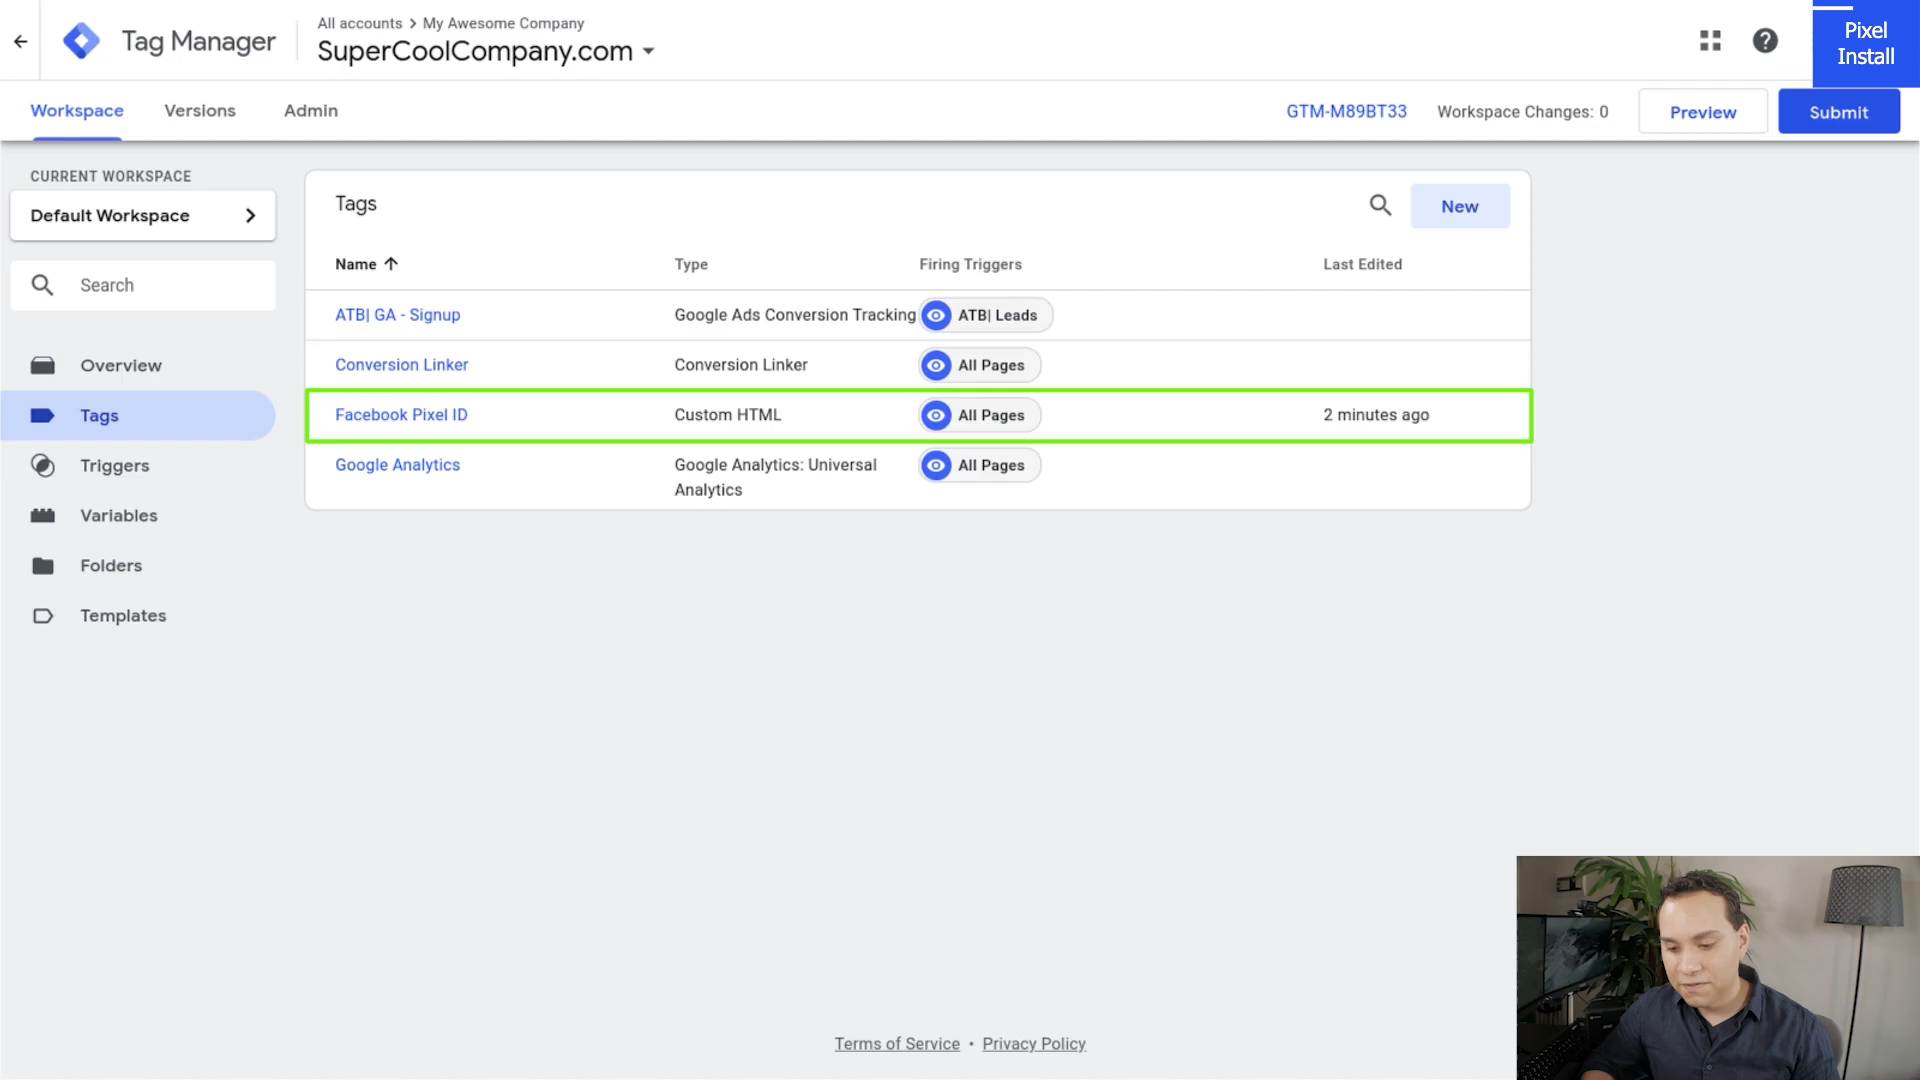 All accounts > My Awesome Company
Tag Manager
SuperCoolCompany.com
Pixel
Install
Workspace
Versions
Admin
GTM-M89BT33
Workspace Changes: 0
Preview
Submit
CURRENT WORKSPACE
Default Workspace
Search
Overview
Tags
Triggers
Variables
Folders
Templates
Tags
New
Name Type Firing Triggers Last Edited
ATB| GA - Signup Google Ads Conversion Tracking ATB| Leads
Conversion Linker Conversion Linker All Pages
Facebook Pixel ID Custom HTML All Pages 2 minutes ago
Google Analytics Google Analytics: Universal All Pages
Analytics
Terms of Service • Privacy Policy